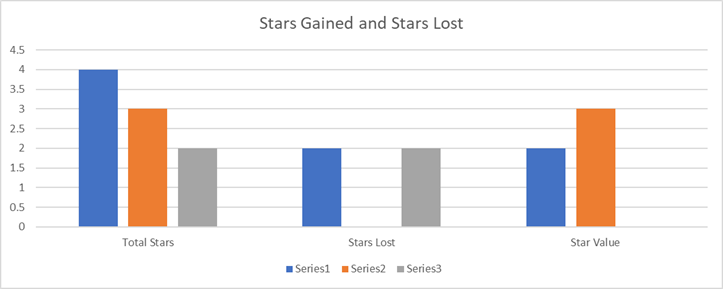 Stars Gained and Stars Lost
4.5
4
3.5
3
2.5
2
1.5
1
0.5
0
Total Stars
Stars Lost
Star Value
Series1
Series2
Series3